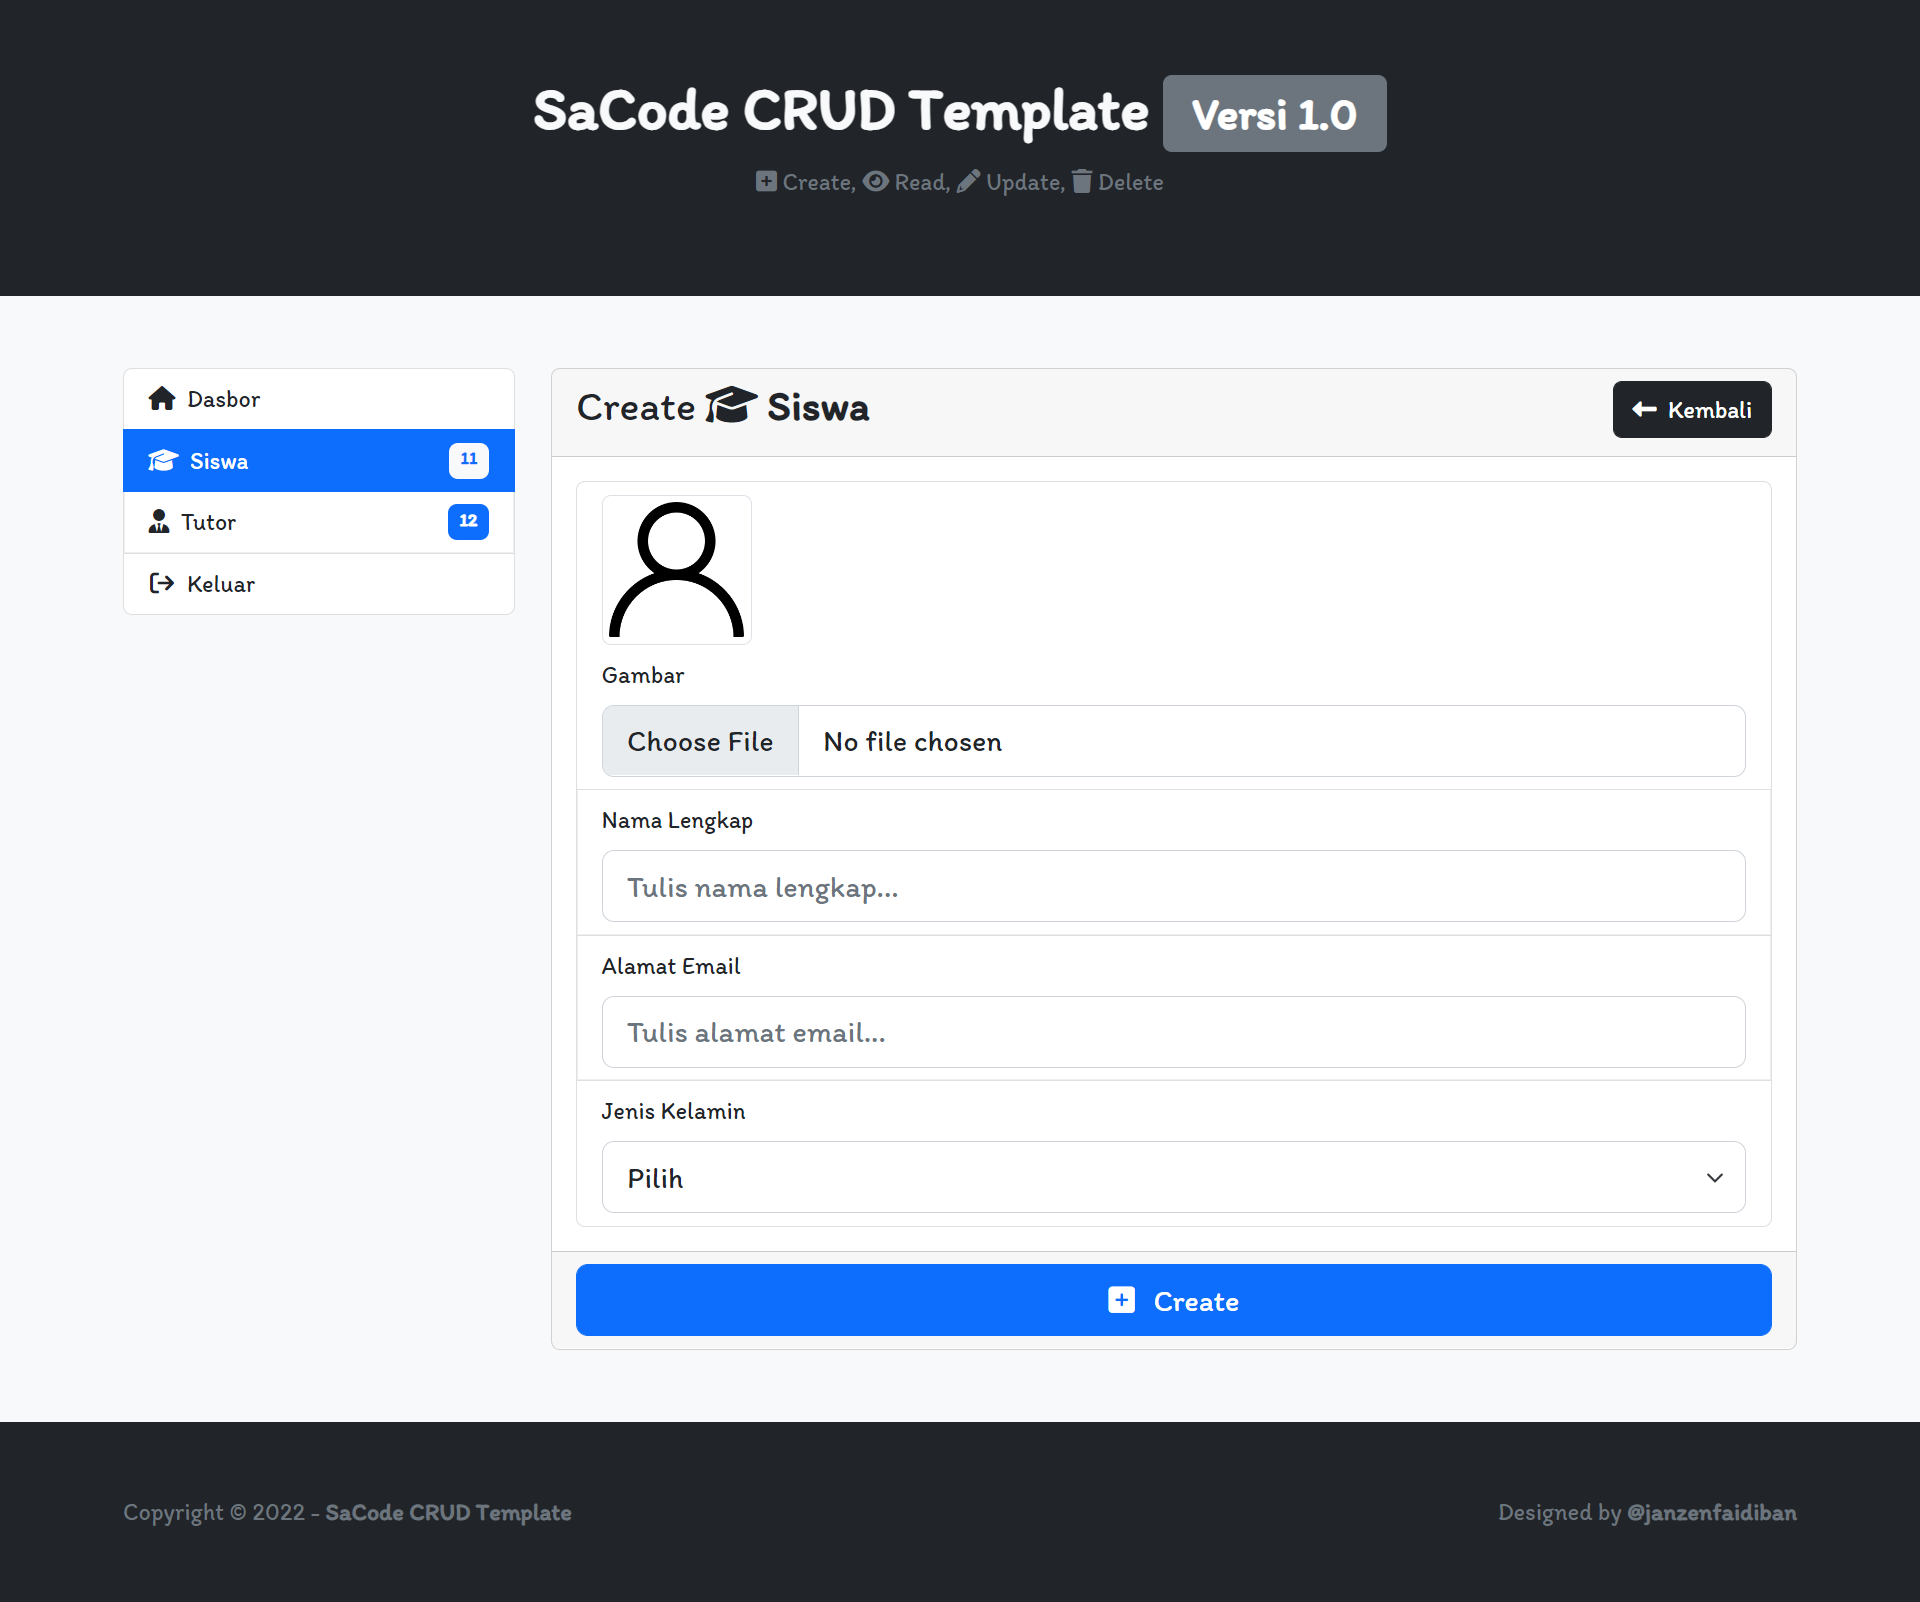 SaCode CRUD Template Versi 1.0
Create, Read, Update, Delete
Dasbor
Siswa 11
Tutor 12
Keluar
Create Siswa
Kembali
Gambar
Choose File No file chosen
Nama Lengkap
Tulis nama lengkap...
Alamat Email
Tulis alamat email...
Jenis Kelamin
Pilih
Create
Copyright © 2022 - SaCode CRUD Template
Designed by @janzenfaidiban